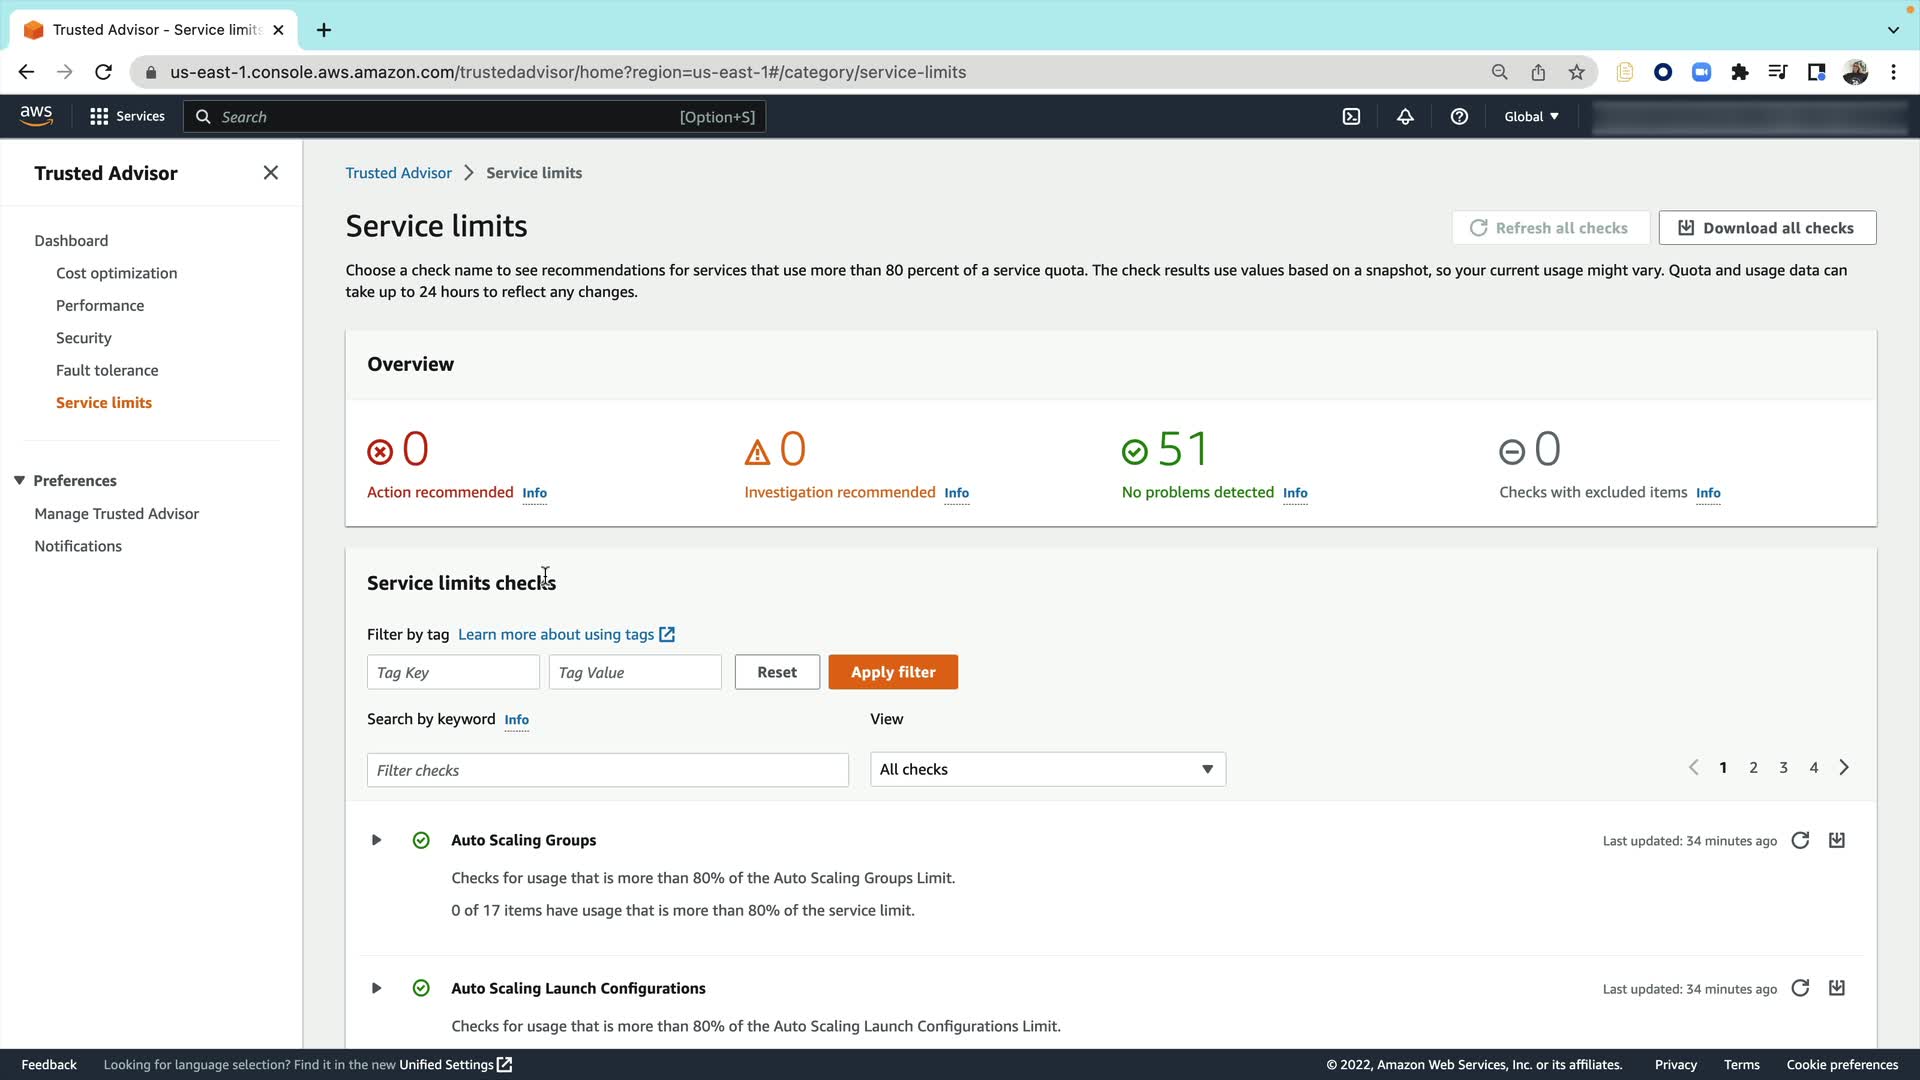 Trusted Advisor - Service limits
us-east-1.console.aws.amazon.com/trustedadvisor/home?region=us-east-1#/category/service-limits
aws
Services
Search
[Option+S]
Global
Trusted Advisor
Dashboard
Cost optimization
Performance
Security
Fault tolerance
Service limits
Preferences
Manage Trusted Advisor
Notifications
Trusted Advisor > Service limits
Service limits
Refresh all checks
Download all checks
Choose a check name to see recommendations for services that use more than 80 percent of a service quota. The check results use values based on a snapshot, so your current usage might vary. Quota and usage data can
take up to 24 hours to reflect any changes.
Overview
0
Action recommended Info
0
Investigation recommended Info
51
No problems detected Info
0
Checks with excluded items Info
Service limits checks
Filter by tag Learn more about using tags
Tag Key
Tag Value
Reset
Apply filter
Search by keyword Info
View
Filter checks
All checks
1 2 3 4
Auto Scaling Groups
Last updated: 34 minutes ago
Checks for usage that is more than 80% of the Auto Scaling Groups Limit.
0 of 17 items have usage that is more than 80% of the service limit.
Auto Scaling Launch Configurations
Last updated: 34 minutes ago
Checks for usage that is more than 80% of the Auto Scaling Launch Configurations Limit.
Feedback
Looking for language selection? Find it in the new Unified Settings
© 2022, Amazon Web Services, Inc. or its affiliates.
Privacy
Terms
Cookie preferences